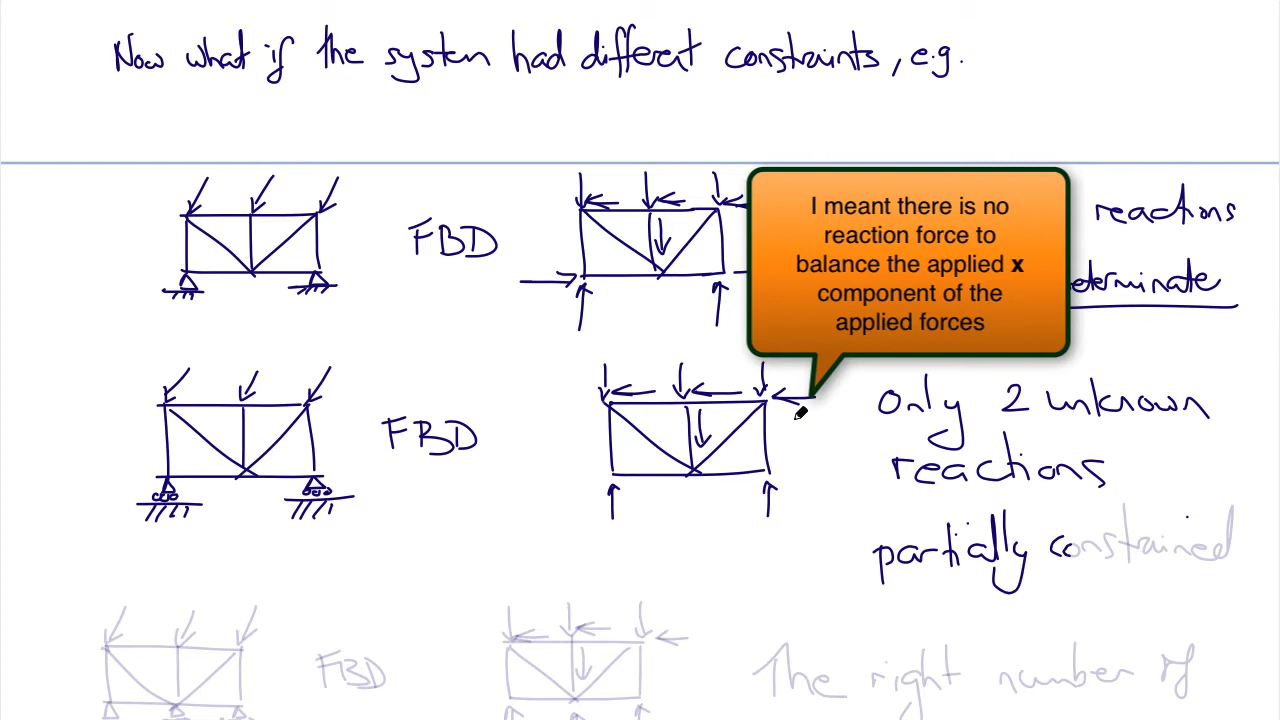 Now what if the system had different constraints, e.g.
I meant there is no
reaction force to
balance the applied x
component of the
applied forces
FBD
reactions
eterminate
FBD
Only 2 unknown
reactions
partially constrained
FBD
The right number of